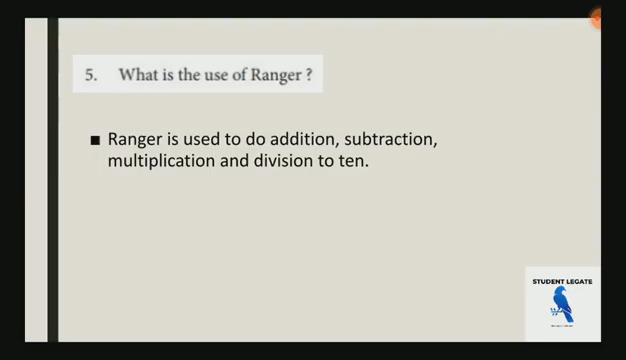 5. What is the use of Ranger ?
■ Ranger is used to do addition, subtraction,
multiplication and division to ten.
STUDENT LEGATE